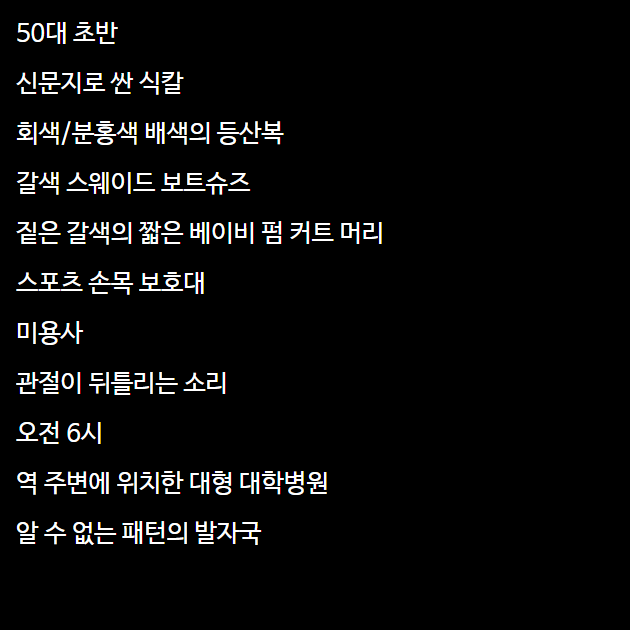 50대 초반
신문지로 싼 식칼
회색/분홍색 배색의 등산복
갈색 스웨이드 보트슈즈
짙은 갈색의 짧은 베이비 펌 커트 머리
스포츠 손목 보호대
미용사
관절이 뒤틀리는 소리
오전 6시
역 주변에 위치한 대형 대학병원
알 수 없는 패턴의 발자국